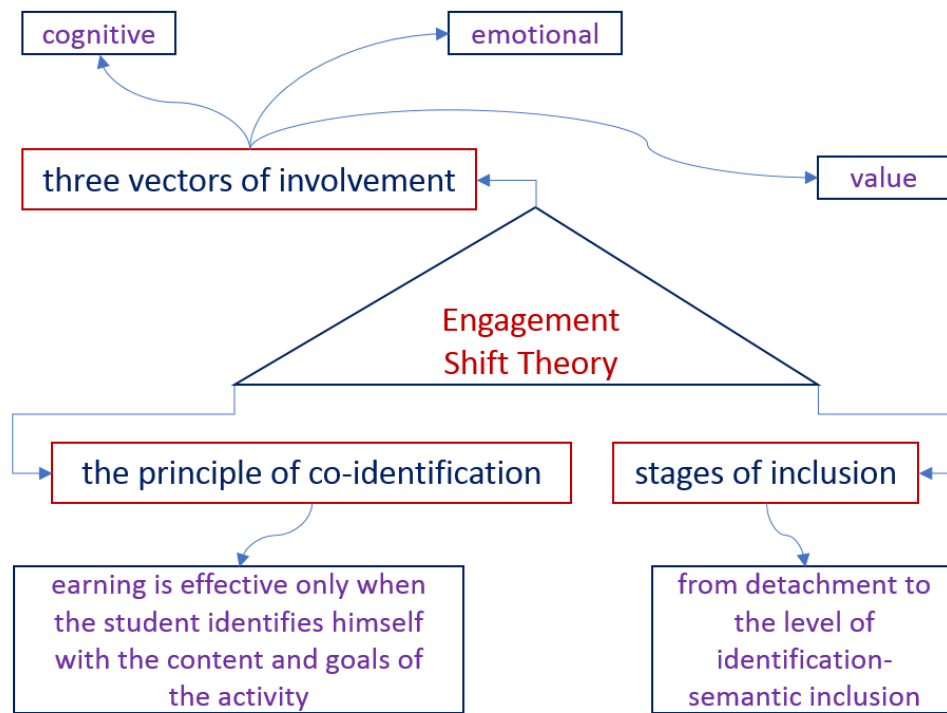 cognitive
emotional
three vectors of involvement
value
Engagement
Shift Theory
the principle of co-identification
stages of inclusion
earning is effective only when
the student identifies himself
with the content and goals of
the activity
from detachment to
the level of
identification-
semantic inclusion